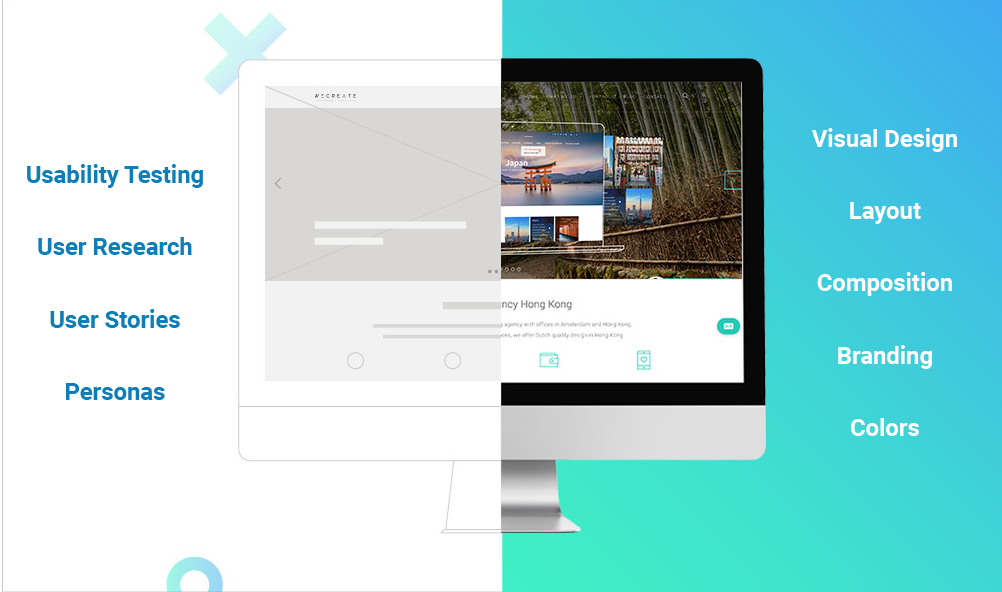 Usability Testing
User Research
User Stories
Personas
WECREATE
Japan
ncy Hong Kong
agency with offices in Amsterdam and Hong Kong.
ces, we offer Dutch quality design in Hong Kong
Visual Design
Layout
Composition
Branding
Colors